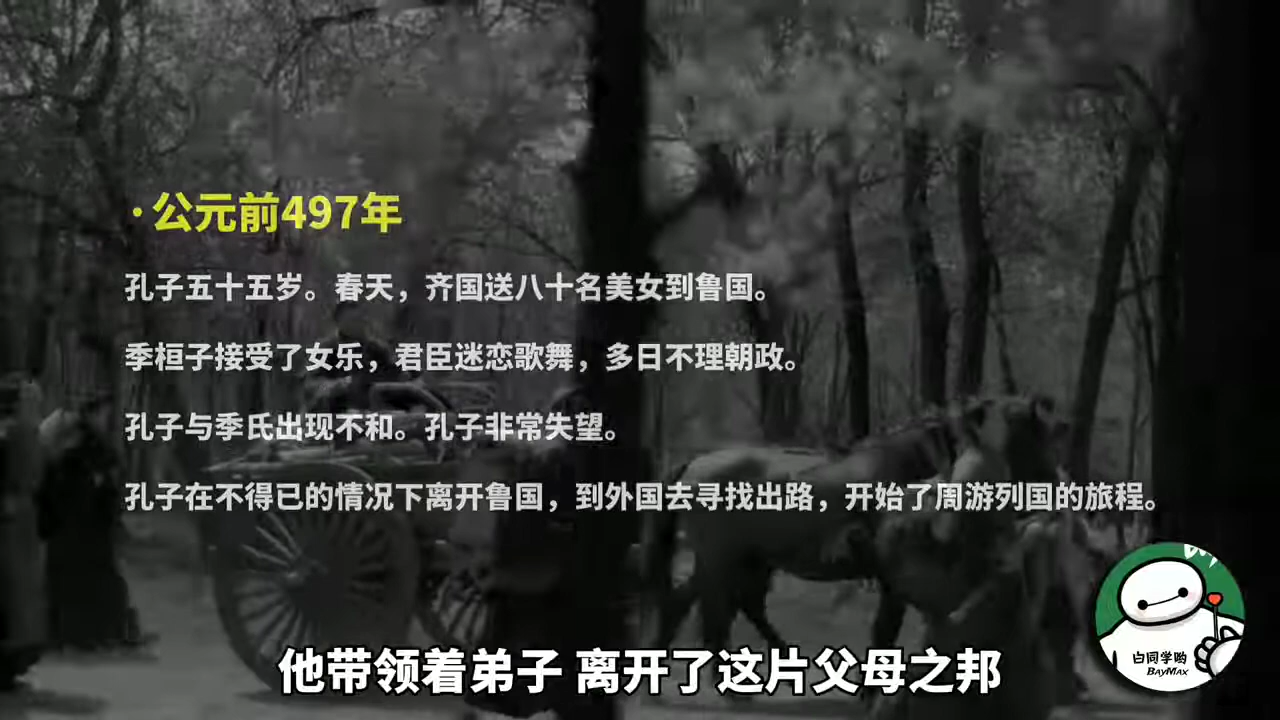 ·公元前497年
孔子五十五岁。春天，齐国送八十名美女到鲁国。
季桓子接受了女乐，君臣迷恋歌舞，多日不理朝政。
孔子与季氏出现不和。孔子非常失望。
孔子在不得已的情况下离开鲁国，到外国去寻找出路，开始了周游列国的旅程。
白同学哟
BAYMAX
他带领着弟子 离开了这片父母之邦